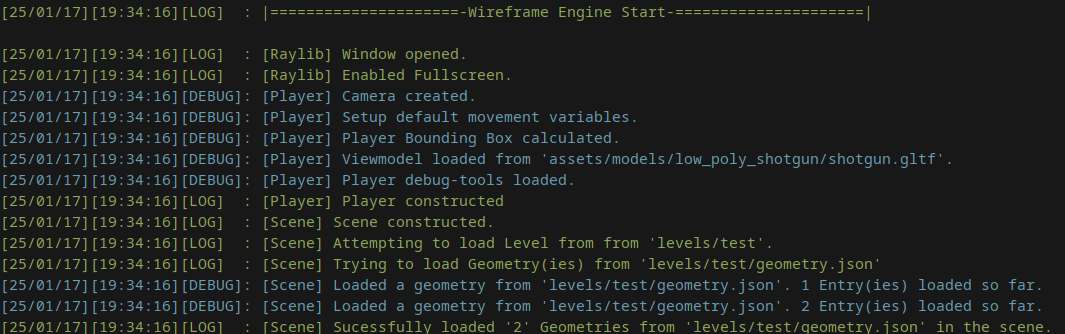 [25/01/17][19:34:16][LOG]  : |=====================-Wireframe Engine Start-=====================|
[25/01/17][19:34:16][LOG]  : [Raylib] Window opened.
[25/01/17][19:34:16][LOG]  : [Raylib] Enabled Fullscreen.
[25/01/17][19:34:16][DEBUG]: [Player] Camera created.
[25/01/17][19:34:16][DEBUG]: [Player] Setup default movement variables.
[25/01/17][19:34:16][DEBUG]: [Player] Player Bounding Box calculated.
[25/01/17][19:34:16][DEBUG]: [Player] Viewmodel loaded from 'assets/models/low_poly_shotgun/shotgun.gltf'.
[25/01/17][19:34:16][DEBUG]: [Player] Player debug-tools loaded.
[25/01/17][19:34:16][LOG]  : [Player] Player constructed
[25/01/17][19:34:16][LOG]  : [Scene] Scene constructed.
[25/01/17][19:34:16][LOG]  : [Scene] Attempting to load Level from from 'levels/test'.
[25/01/17][19:34:16][LOG]  : [Scene] Trying to load Geometry(ies) from 'levels/test/geometry.json'
[25/01/17][19:34:16][DEBUG]: [Scene] Loaded a geometry from 'levels/test/geometry.json'. 1 Entry(ies) loaded so far.
[25/01/17][19:34:16][DEBUG]: [Scene] Loaded a geometry from 'levels/test/geometry.json'. 2 Entry(ies) loaded so far.
[25/01/17][19:34:16][LOG]  : [Scene] Sucessfully loaded '2' Geometries from 'levels/test/geometry.json' in the scene.